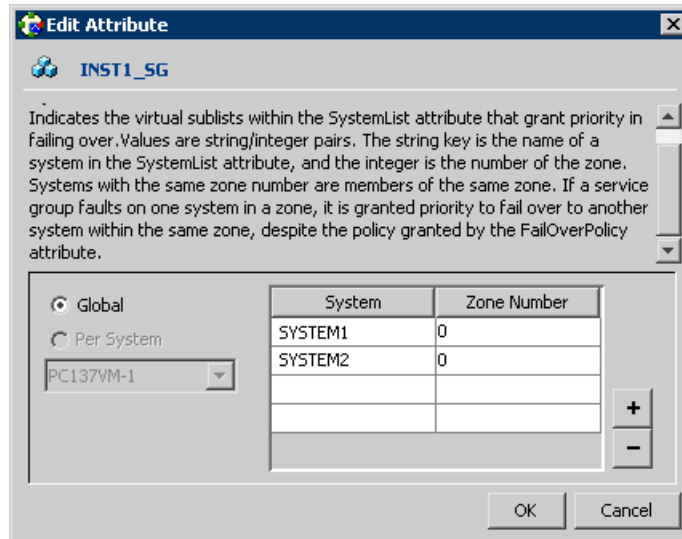 Edit Attribute
INST1_SG
Indicates the virtual sublists within the SystemList attribute that grant priority in
failing over.Values are string/integer pairs. The string key is the name of a
system in the SystemList attribute, and the integer is the number of the zone.
Systems with the same zone number are members of the same zone. If a service
group faults on one system in a zone, it is granted priority to fail over to another
system within the same zone, despite the policy granted by the FailOverPolicy
attribute.
Global
Per System
PC137VM-1
System Zone Number
SYSTEM1 0
SYSTEM2 0
+
-
OK Cancel